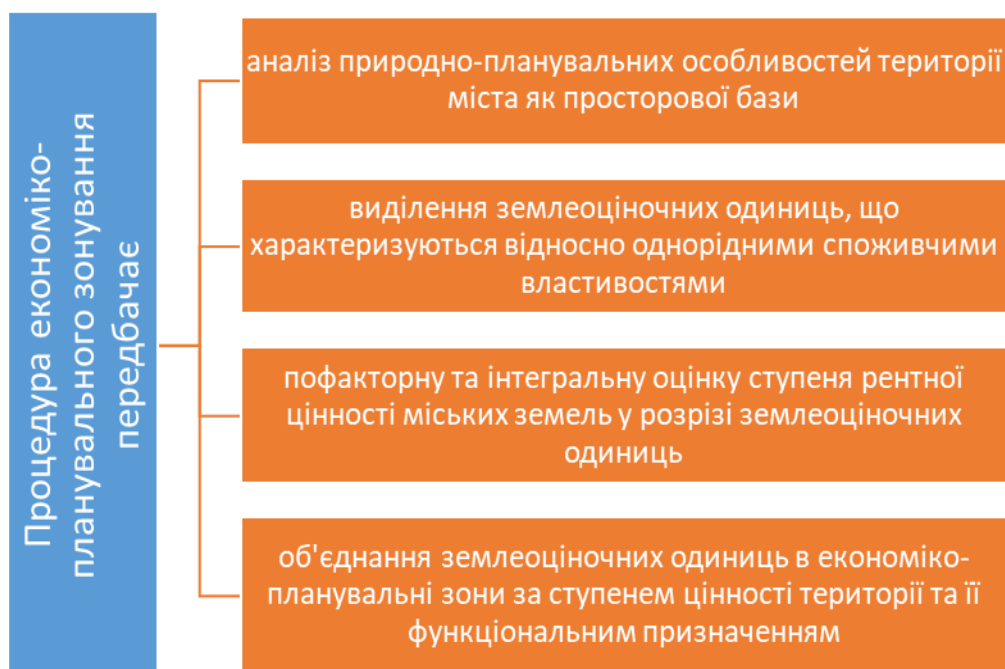 Процедура економіко-
планувального зонування
передбачає
аналіз природно-планувальних особливостей території
міста як просторової бази
виділення землеоціночних одиниць, що
характеризуються відносно однорідними споживчими
властивостями
пофакторну та інтегральну оцінку ступеня рентної
цінності міських земель у розрізі землеоціночних
одиниць
об'єднання землеоціночних одиниць в економіко-
планувальні зони за ступенем цінності території та її
функціональним призначенням